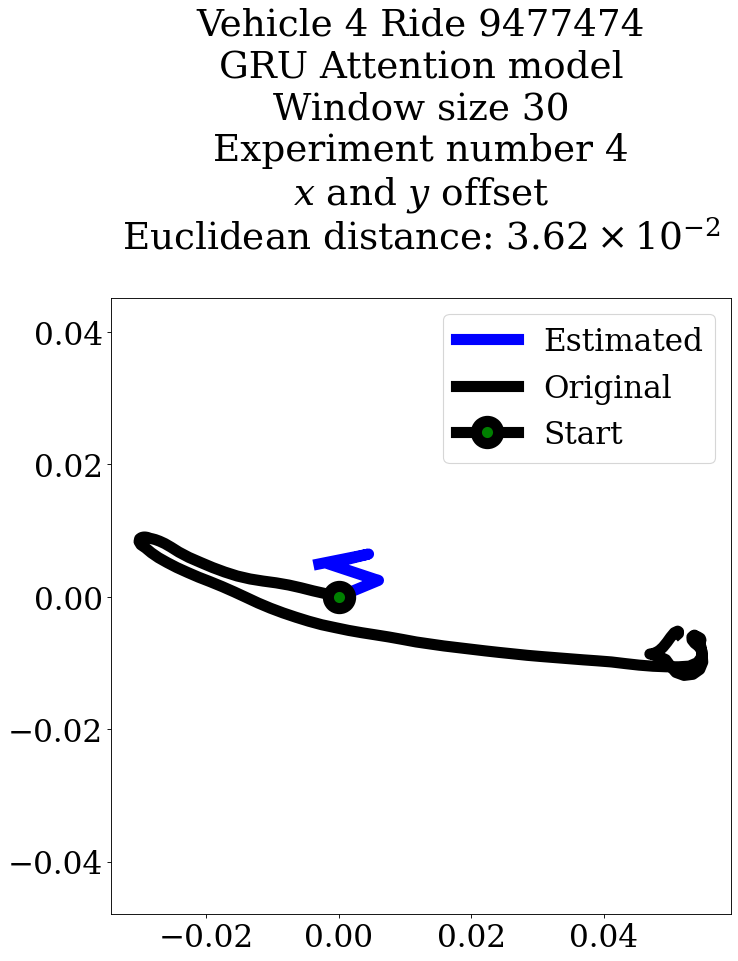 Vehicle 4 Ride 9477474
GRU Attention model
Window size 30
Experiment number 4
x and y offset
Euclidean distance: 3.62 × 10⁻²
Estimated
Original
Start
0.04
0.02
0.00
−0.02
−0.04
−0.02 0.00 0.02 0.04